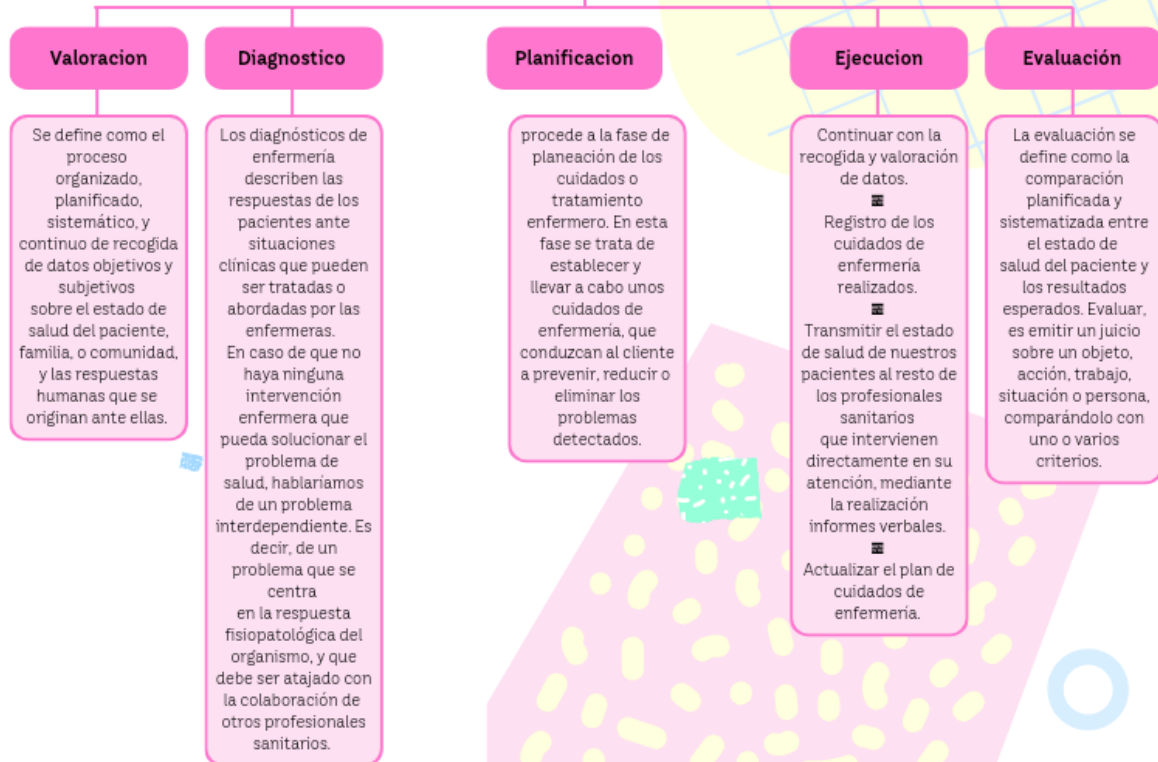 Valoracion
Se define como el
proceso
organizado,
planificado,
sistemático, y
continuo de recogida
de datos objetivos y
subjetivos
sobre el estado de
salud del paciente,
familia, o comunidad,
y las respuestas
humanas que se
originan ante ellas.
Diagnostico
Los diagnósticos de
enfermería
describen las
respuestas de los
pacientes ante
situaciones
clínicas que pueden
ser tratadas o
abordadas por las
enfermeras.
En caso de que no
haya ninguna
intervención
enfermera que
pueda solucionar el
problema de
salud, hablaríamos
de un problema
interdependiente. Es
decir, de un
problema que se
centra
en la respuesta
fisiopatológica del
organismo, y que
debe ser atajado con
la colaboración de
otros profesionales
sanitarios.
Planificacion
procede a la fase de
planeación de los
cuidados o
tratamiento
enfermero. En esta
fase se trata de
establecer y
llevar a cabo unos
cuidados de
enfermería, que
conduzcan al cliente
a prevenir, reducir o
eliminar los
problemas
detectados.
Ejecucion
Continuar con la
recogida y valoración
de datos.
Registro de los
cuidados de
enfermería
realizados.
Transmitir el estado
de salud de nuestros
pacientes al resto de
los profesionales
sanitarios
que intervienen
directamente en su
atención, mediante
la realización
informes verbales.
Actualizar el plan de
cuidados de
enfermería.
Evaluación
La evaluación se
define como la
comparación
planificada y
sistematizada entre
el estado de
salud del paciente y
los resultados
esperados. Evaluar,
es emitir un juicio
sobre un objeto,
acción, trabajo,
situación o persona,
comparándolo con
uno o varios
criterios.